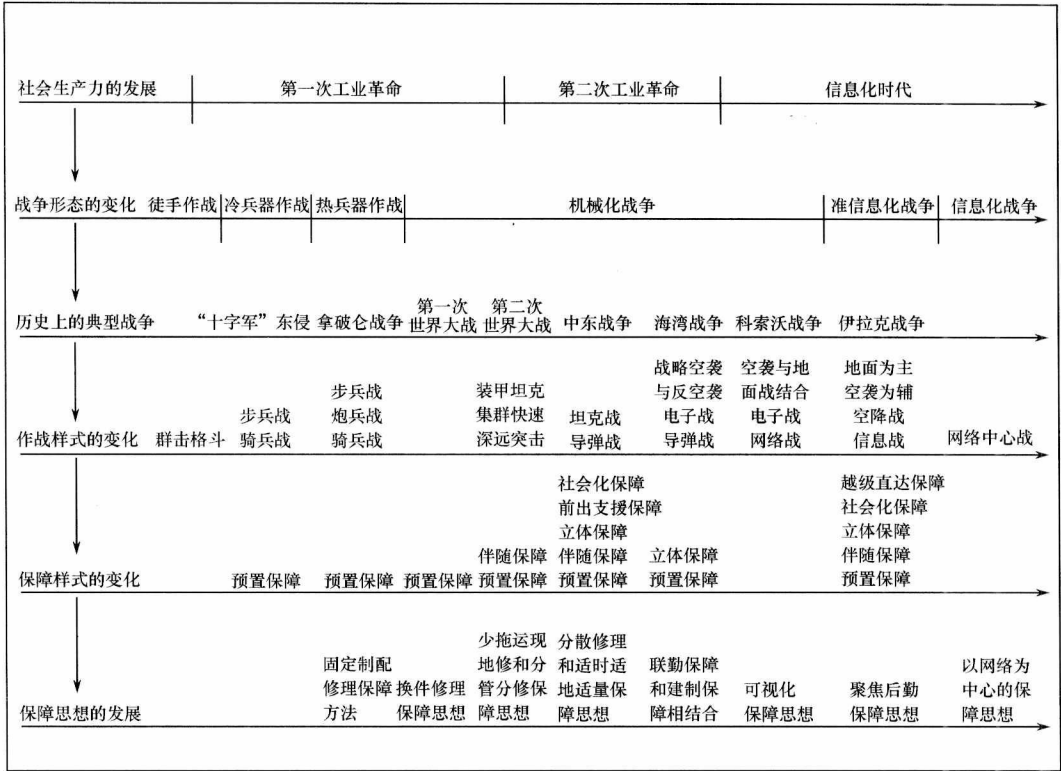 社会生产力的发展 第一次工业革命 第二次工业革命 信息化时代
战争形态的变化 徒手作战 冷兵器作战 热兵器作战 机械化战争 准信息化战争 信息化战争
第一次 第二次
历史上的典型战争 “十字军”东侵 拿破仑战争 世界大战 世界大战 中东战争 海湾战争 科索沃战争 伊拉克战争
战略空袭 空袭与地 地面为主
步兵战 装甲坦克 与反空袭 面战结合 空袭为辅
步兵战 炮兵战 集群快速 坦克战 电子战 电子战 空降战
作战样式的变化 群击格斗 骑兵战 骑兵战 深远突击 导弹战 导弹战 网络战 信息战 网络中心战
社会化保障 越级直达保障
前出支援保障 社会化保障
立体保障 立体保障
伴随保障 伴随保障 立体保障 伴随保障
保障样式的变化 预置保障 预置保障 预置保障 预置保障 预置保障 预置保障 预置保障
少拖运现 分散修理
固定制配 地修和分 和适时适 联勤保障 以网络为
修理保障 换件修理 管分修保 地适量保 和建制保 可视化 聚焦后勤 中心的保
保障思想的发展 方法 保障思想 障思想 障思想 障相结合 保障思想 保障思想 障思想